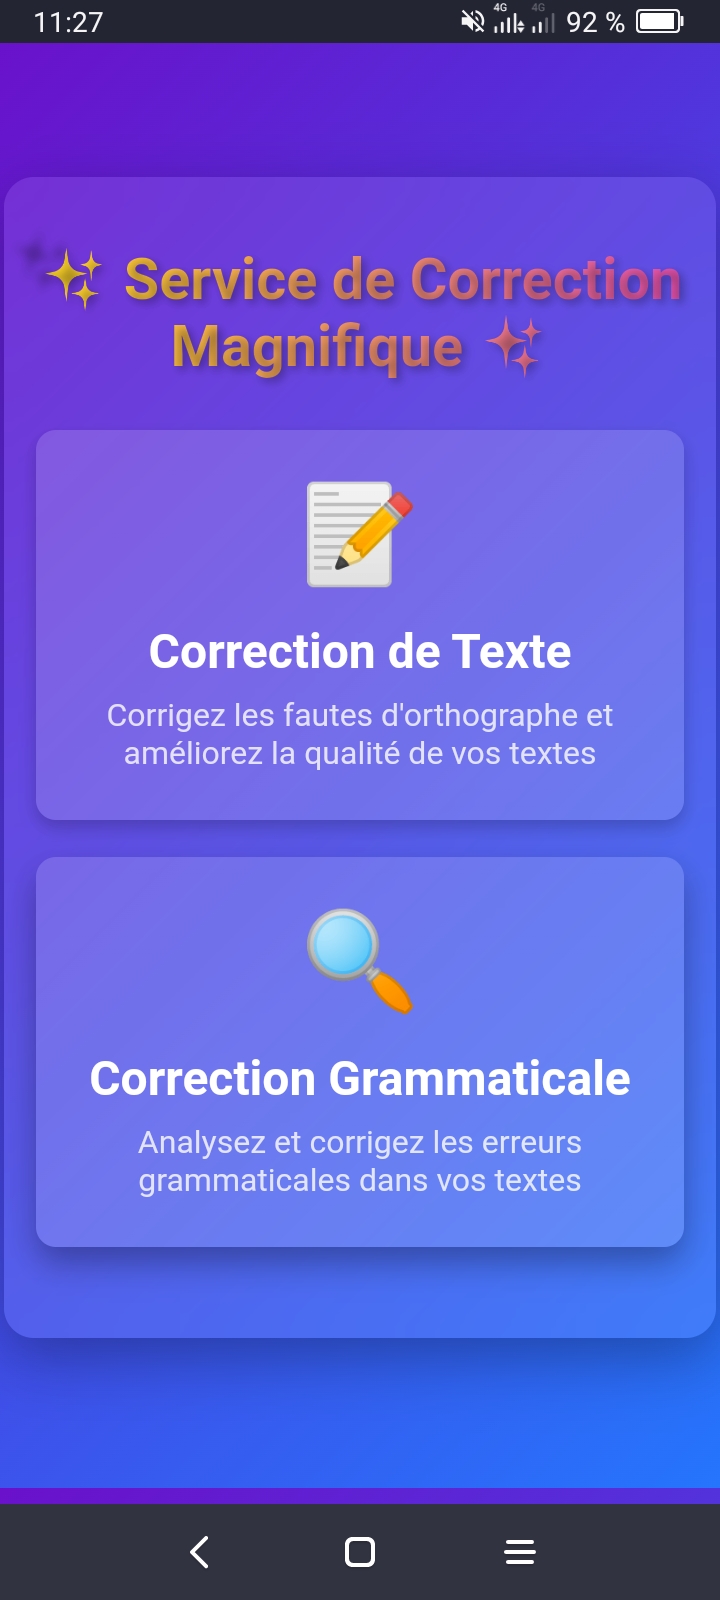 11:27
4G
4G
92 %
✨ Service de Correction
Magnifique ✨
Correction de Texte
Corrigez les fautes d'orthographe et
améliorez la qualité de vos textes
Correction Grammaticale
Analysez et corrigez les erreurs
grammaticales dans vos textes